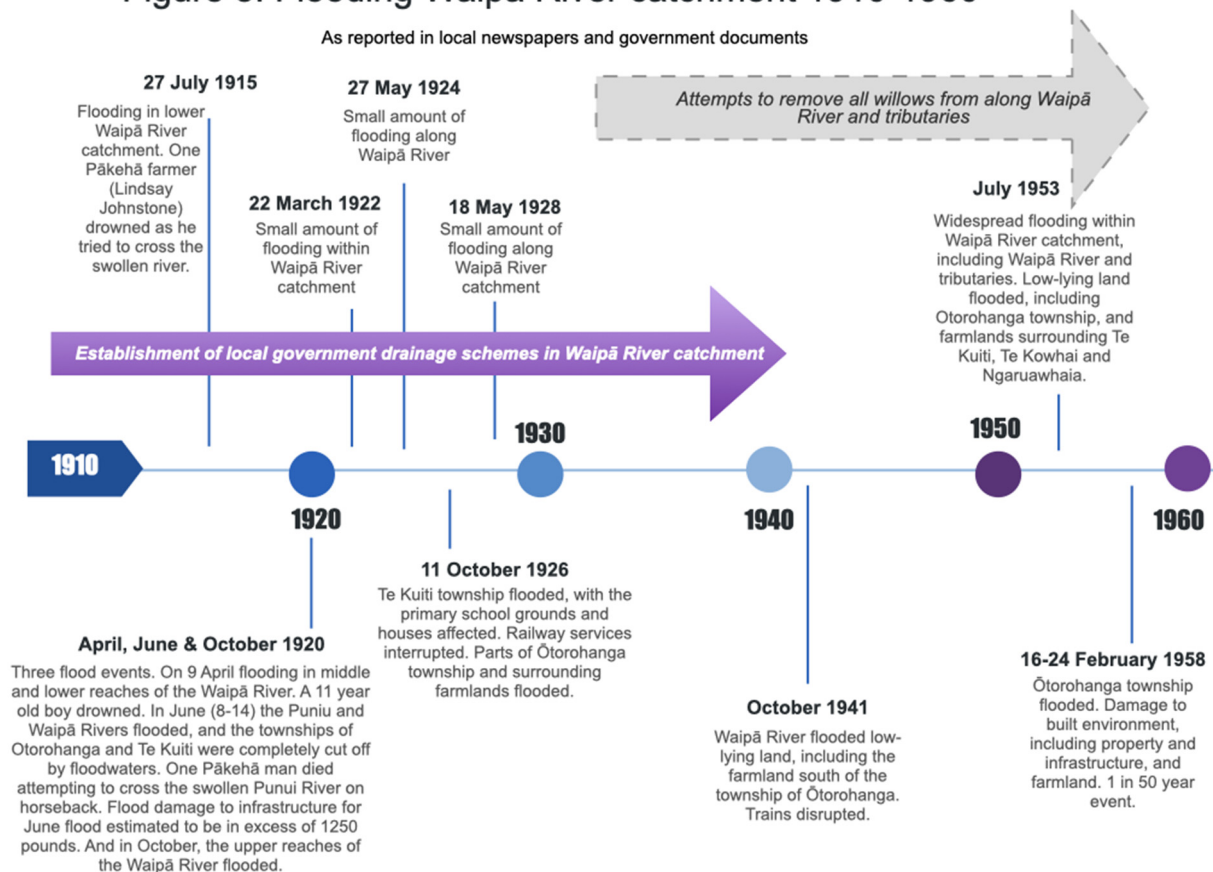 Flooding Waipā River catchment
As reported in local newspapers and government documents
27 July 1915
Flooding in lower
Waipā River
catchment. One
Pākehā farmer
(Lindsay
Johnstone)
drowned as he
tried to cross the
swollen river.
22 March 1922
Small amount of
flooding within
Waipā River
catchment
27 May 1924
Small amount of
flooding along
Waipā River
18 May 1928
Small amount of
flooding along
Waipā River
catchment
Attempts to remove all willows from along Waipā
River and tributaries
July 1953
Widespread flooding within
Waipā River catchment,
including Waipā River and
tributaries. Low-lying land
flooded, including
Otorohanga township, and
farmlands surrounding Te
Kuiti, Te Kowhai and
Ngaruawhaia.
Establishment of local government drainage schemes in Waipā River catchment
1910
1920
1930
1940
1950
1960
April, June & October 1920
Three flood events. On 9 April flooding in middle
and lower reaches of the Waipā River. A 11 year
old boy drowned. In June (8-14) the Puniu and
Waipā Rivers flooded, and the townships of
Otorohanga and Te Kuiti were completely cut off
by floodwaters. One Pākehā man died
attempting to cross the swollen Punui River on
horseback. Flood damage to infrastructure for
June flood estimated to be in excess of 1250
pounds. And in October, the upper reaches of
the Waipā River flooded.
11 October 1926
Te Kuiti township flooded, with the
primary school grounds and
houses affected. Railway services
interrupted. Parts of Ōtorohanga
township and surrounding
farmlands flooded.
October 1941
Waipā River flooded low-
lying land, including the
farmland south of the
township of Ōtorohanga.
Trains disrupted.
16-24 February 1958
Ōtorohanga township
flooded. Damage to
built environment,
including property and
infrastructure, and
farmland. 1 in 50 year
event.